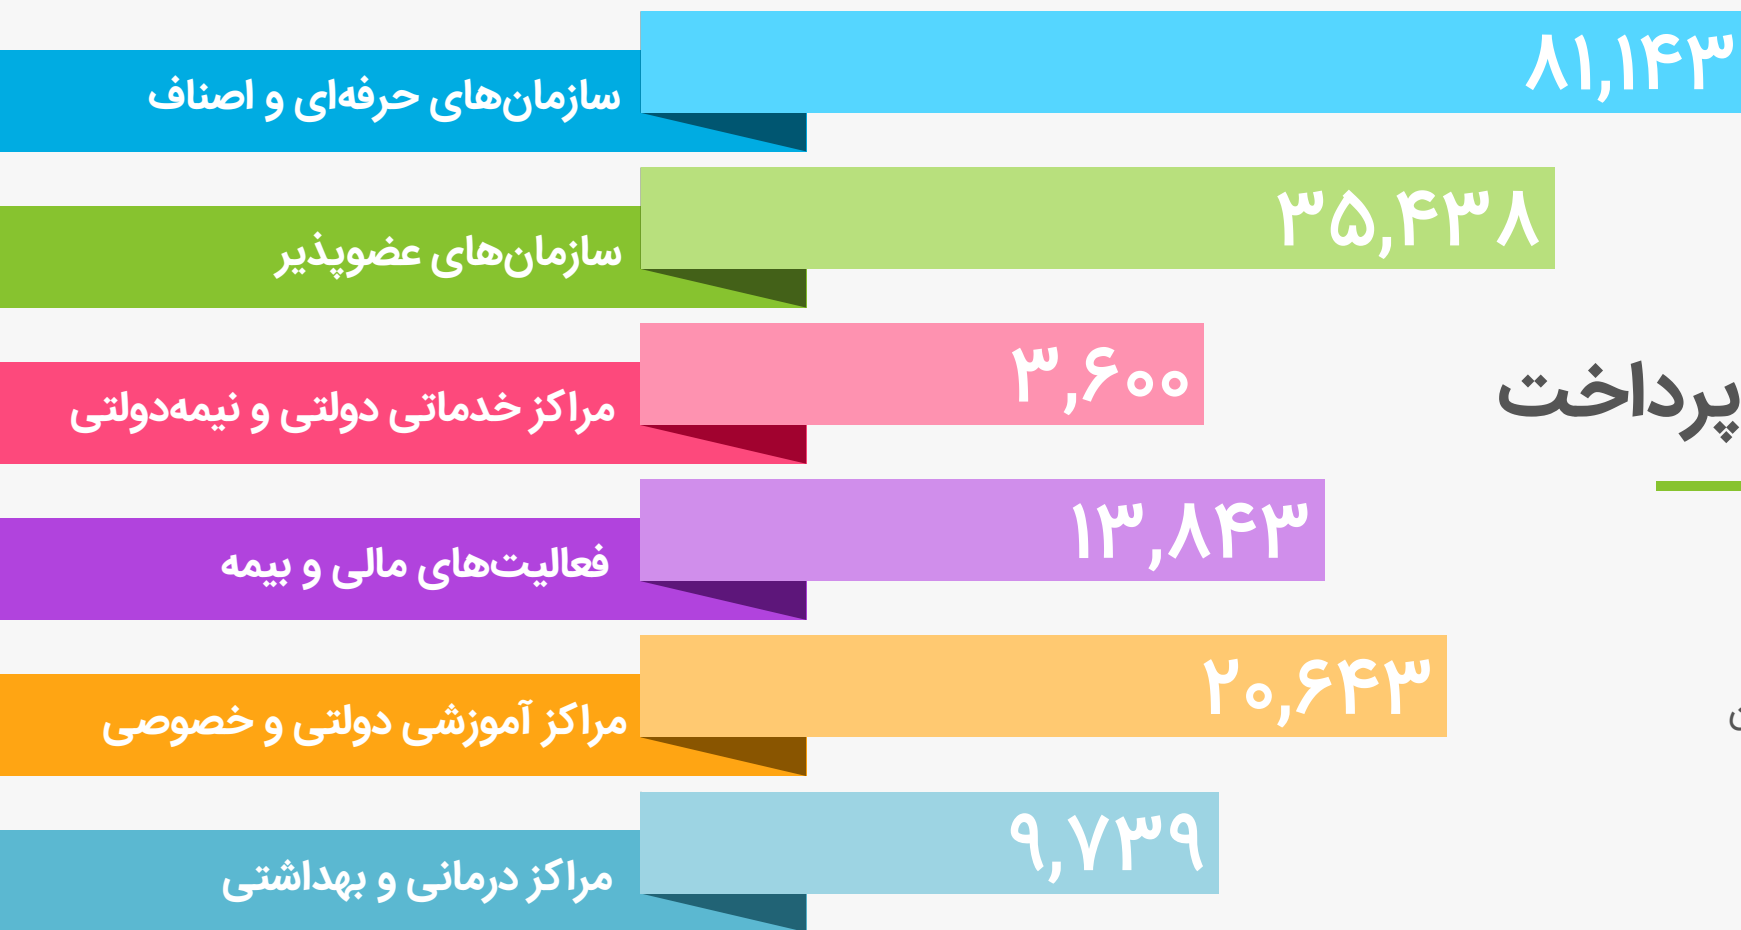 ۸۱,۱۴۳
سازمان‌های حرفه‌ای و اصناف
۳۵,۴۳۸
سازمان‌های عضوپذیر
۳,۶۰۰
مراکز خدماتی دولتی و نیمه‌دولتی
پرداخت
۱۳,۸۴۳
فعالیت‌های مالی و بیمه
۲۰,۶۴۳
مراکز آموزشی دولتی و خصوصی
۹,۷۳۹
مراکز درمانی و بهداشتی